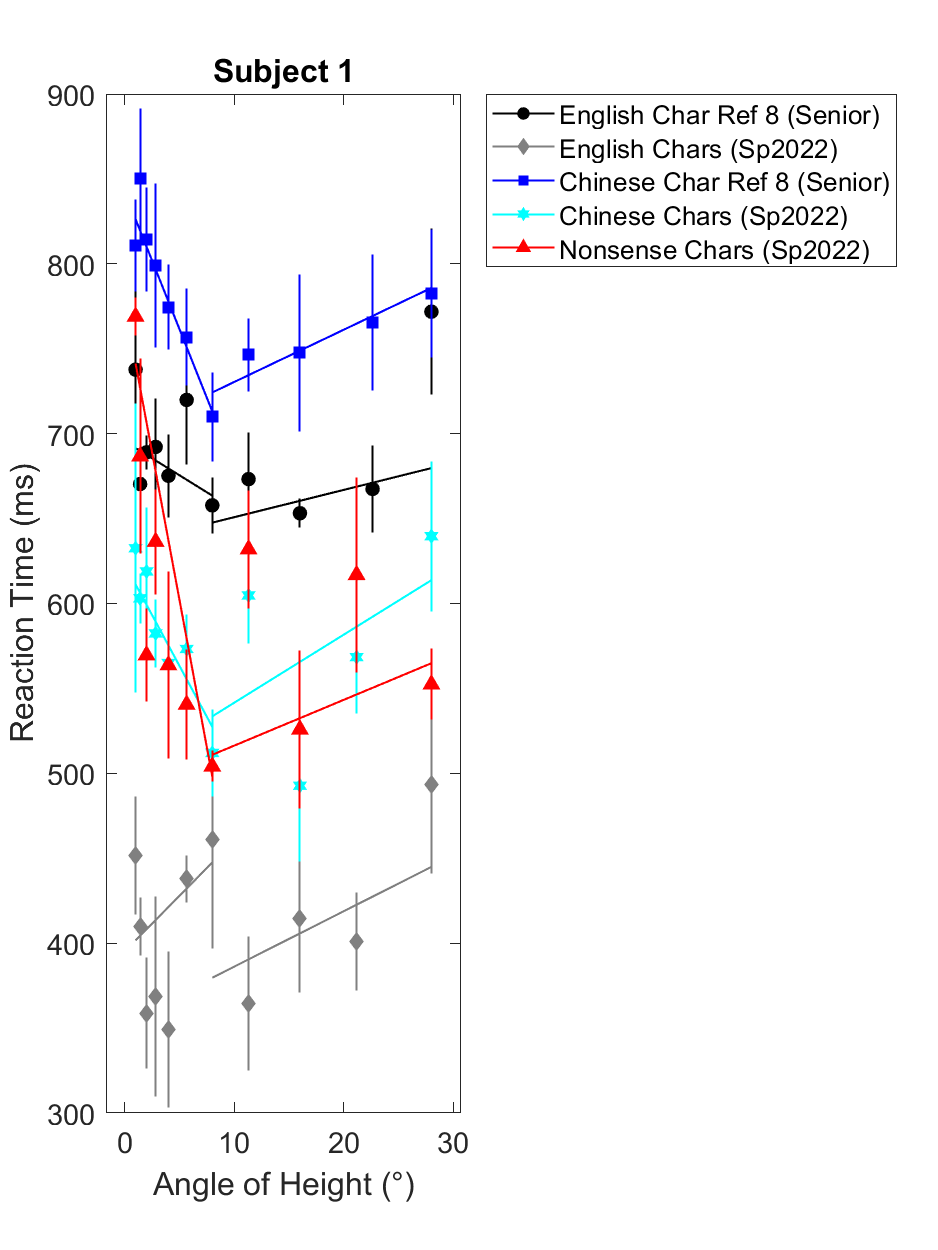 Subject 1
900
800
700
600
500
400
300
Reaction Time (ms)
0 10 20 30
Angle of Height (°)
English Char Ref 8 (Senior)
English Chars (Sp2022)
Chinese Char Ref 8 (Senior)
Chinese Chars (Sp2022)
Nonsense Chars (Sp2022)